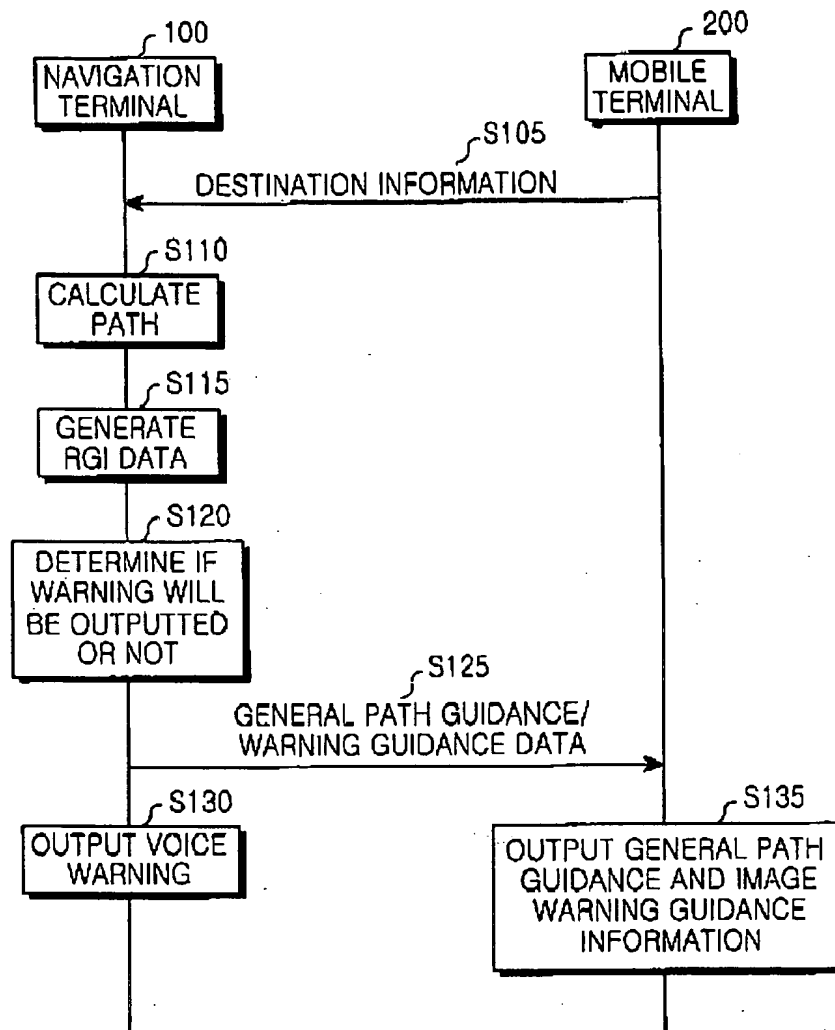 100
NAVIGATION
TERMINAL
200
MOBILE
TERMINAL
S105
DESTINATION INFORMATION
S110
CALCULATE
PATH
S115
GENERATE
RGI DATA
S120
DETERMINE IF
WARNING WILL
BE OUTPUTTED
OR NOT
S125
GENERAL PATH GUIDANCE/
WARNING GUIDANCE DATA
S130
OUTPUT VOICE
WARNING
S135
OUTPUT GENERAL PATH
GUIDANCE AND IMAGE
WARNING GUIDANCE
INFORMATION